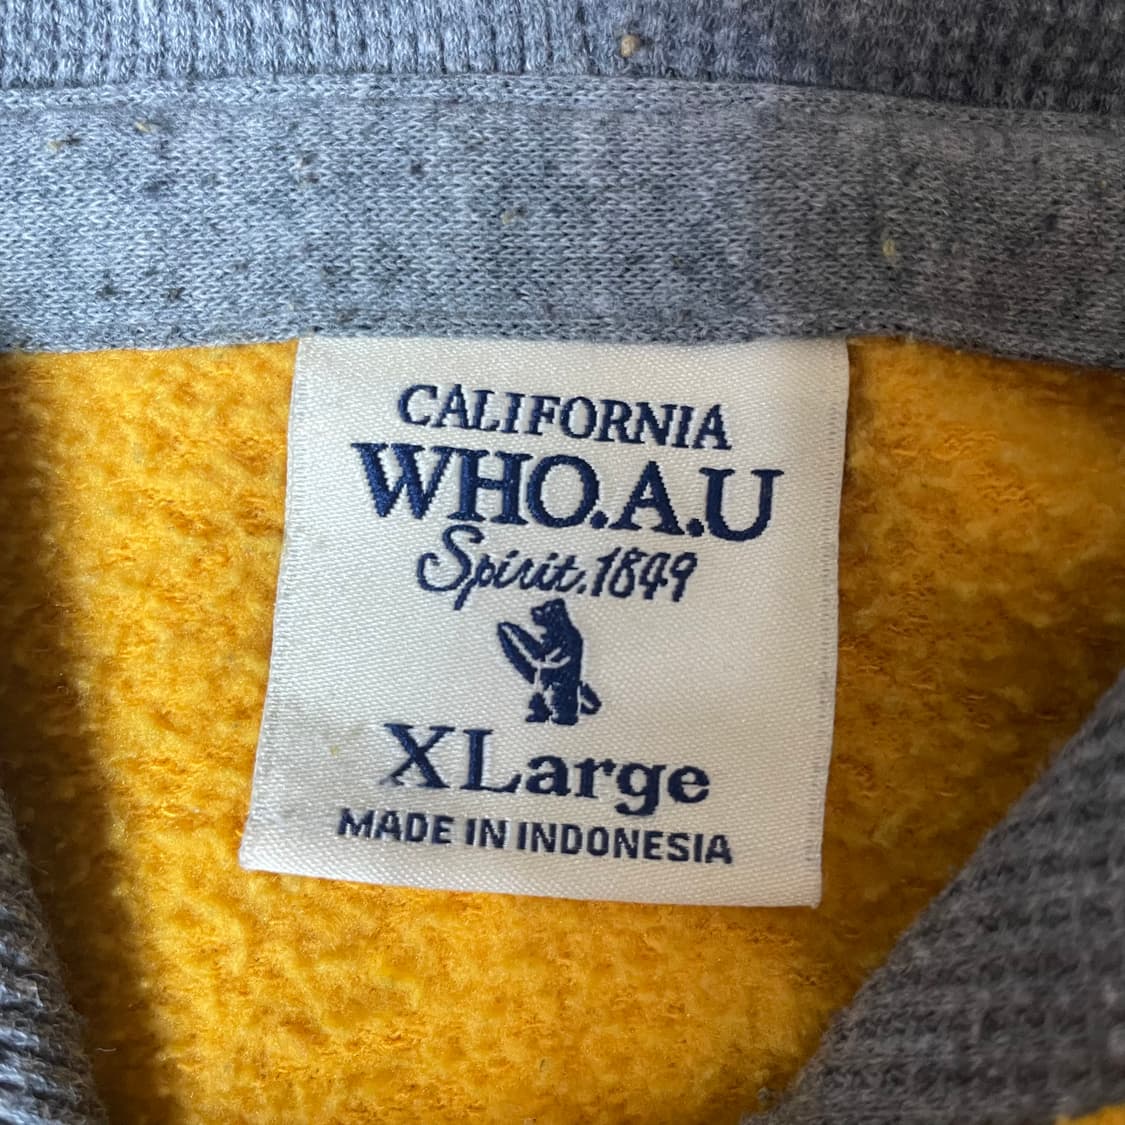 CALIFORNIA
WHO.A.U
Spirit.1849
XLarge
MADE IN INDONESIA